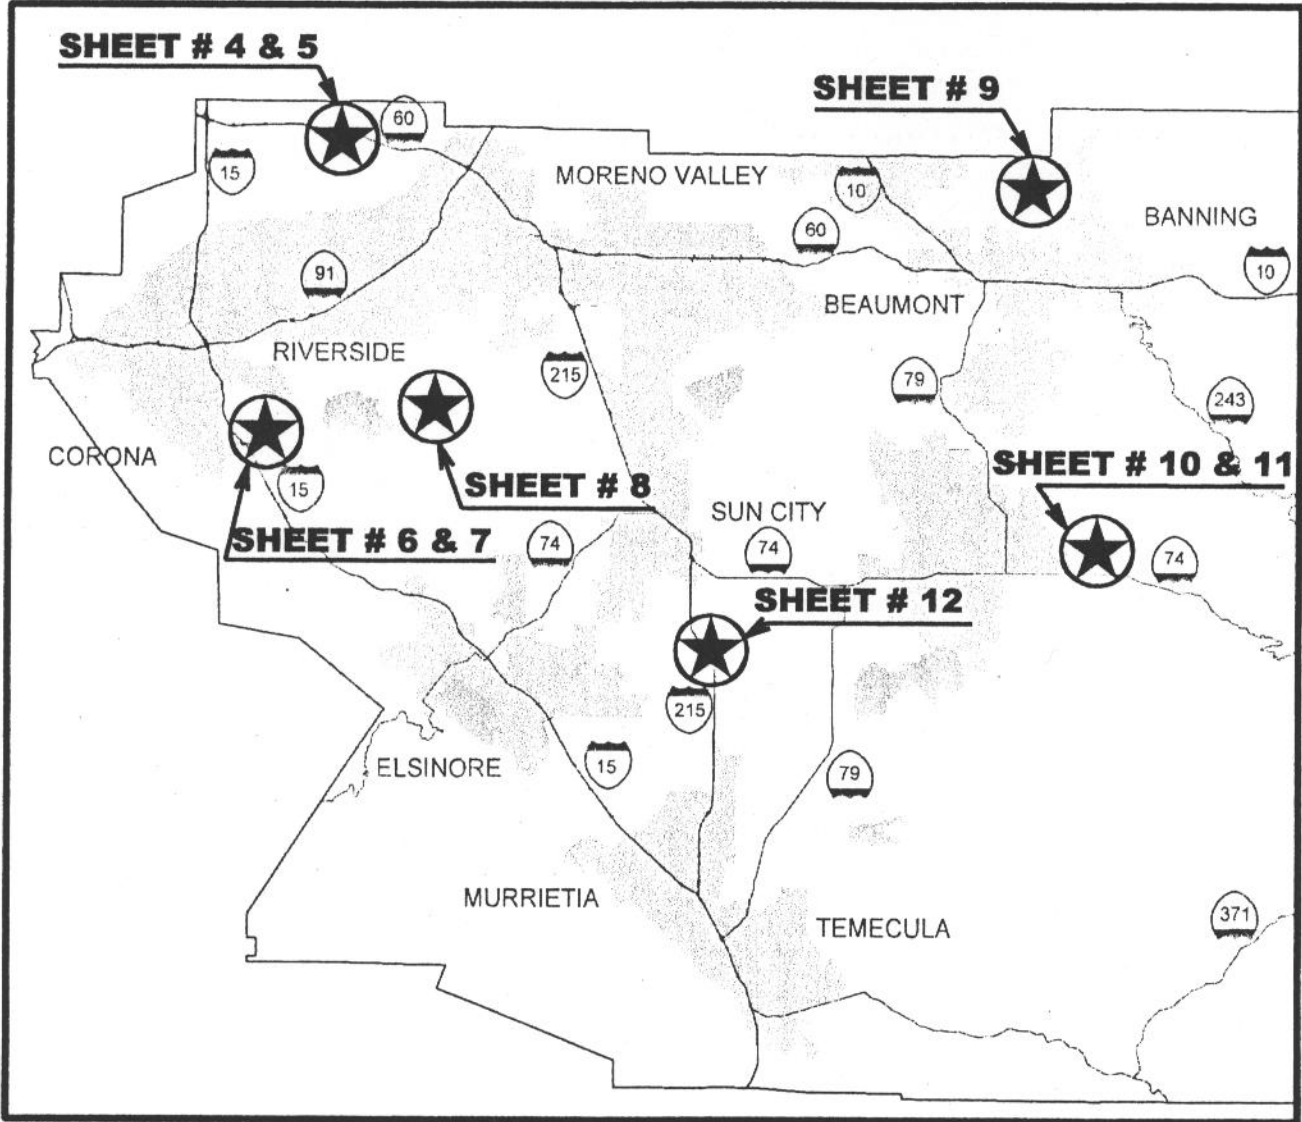 SHEET # 4 & 5
SHEET # 9
60
15
MORENO VALLEY
10
BANNING
60
91
10
BEAUMONT
RIVERSIDE
215
79
243
CORONA
15
SHEET # 8
SHEET # 10 & 11
SUN CITY
SHEET # 6 & 7
74
74
74
SHEET # 12
215
ELSINORE
15
79
MURRIETIA
TEMECULA
371